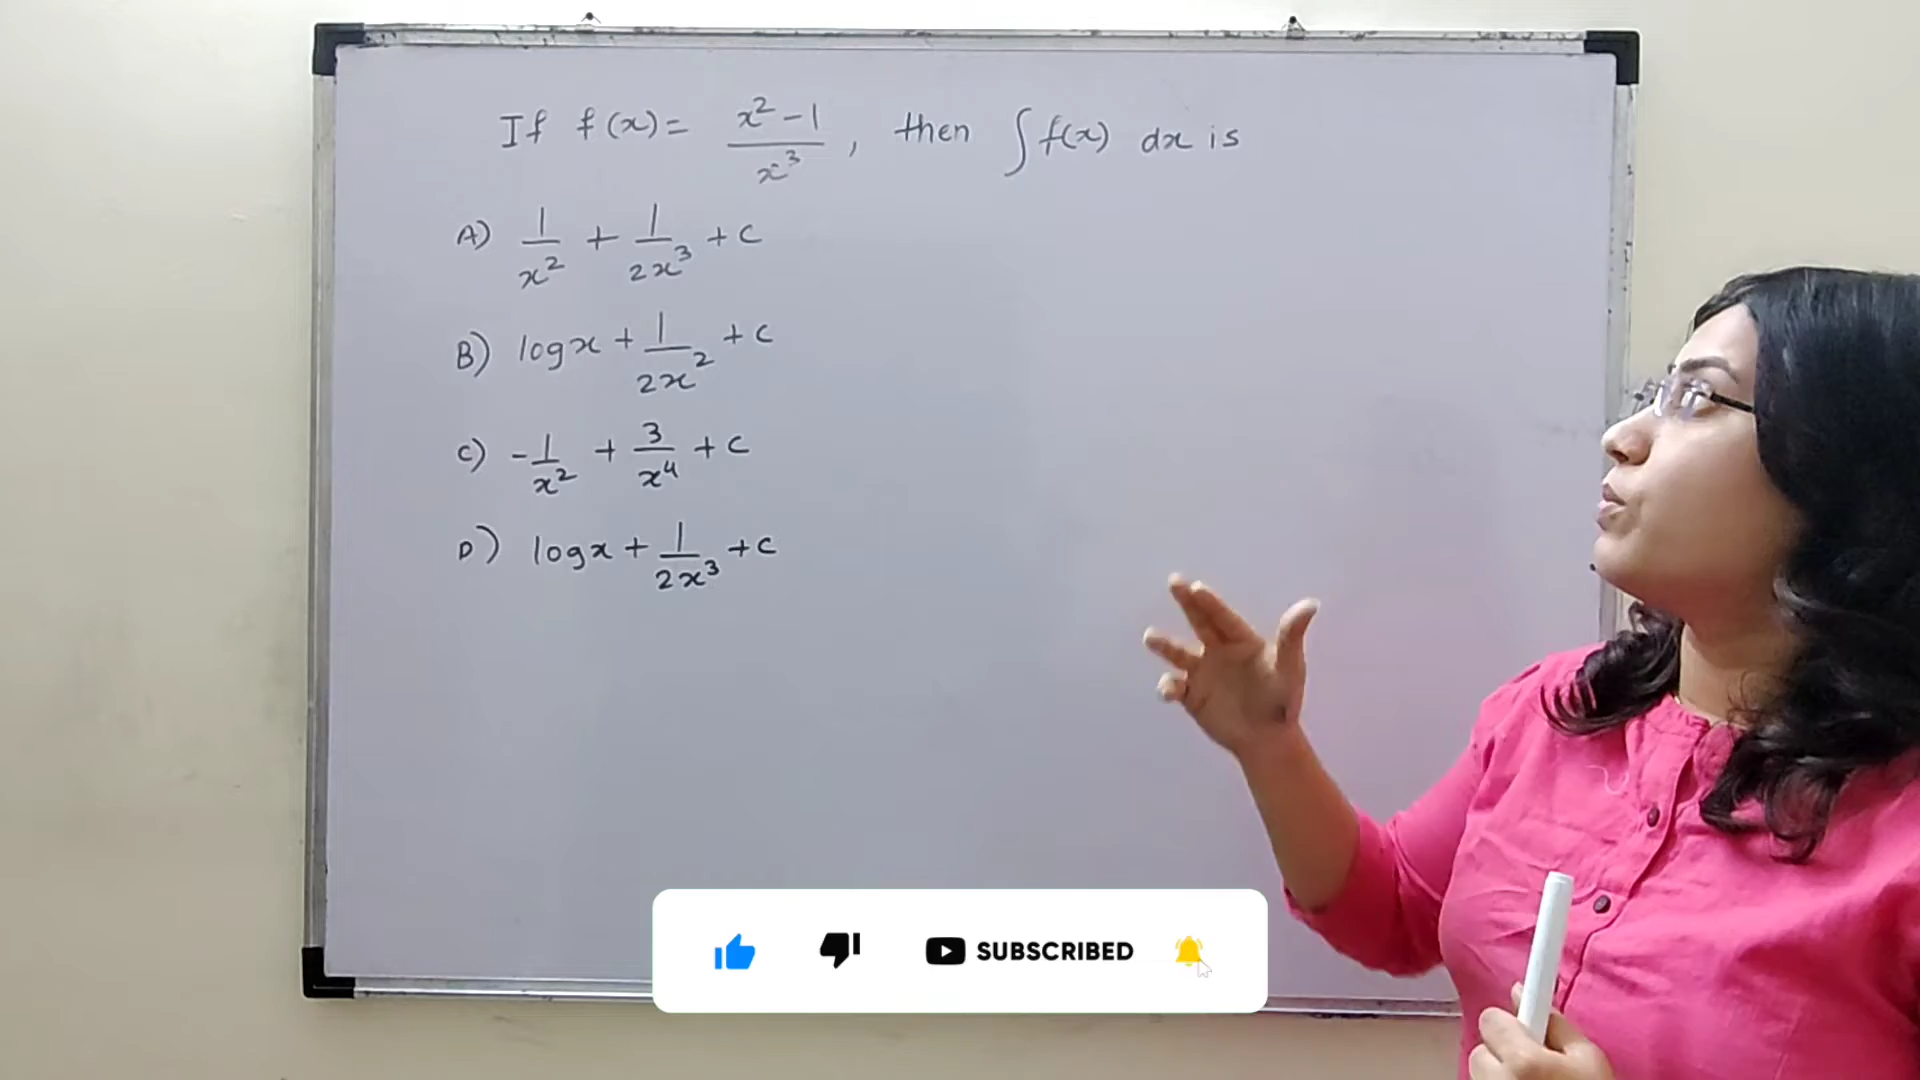 If f(x) = x² - 1 / x³, then ∫ f(x) dx is
A) 1/x² + 1/2x³ + C
B) log x + 1/2x² + C
C) - 1/x² + 3/x⁴ + C
D) log x + 1/2x³ + C
SUBSCRIBED